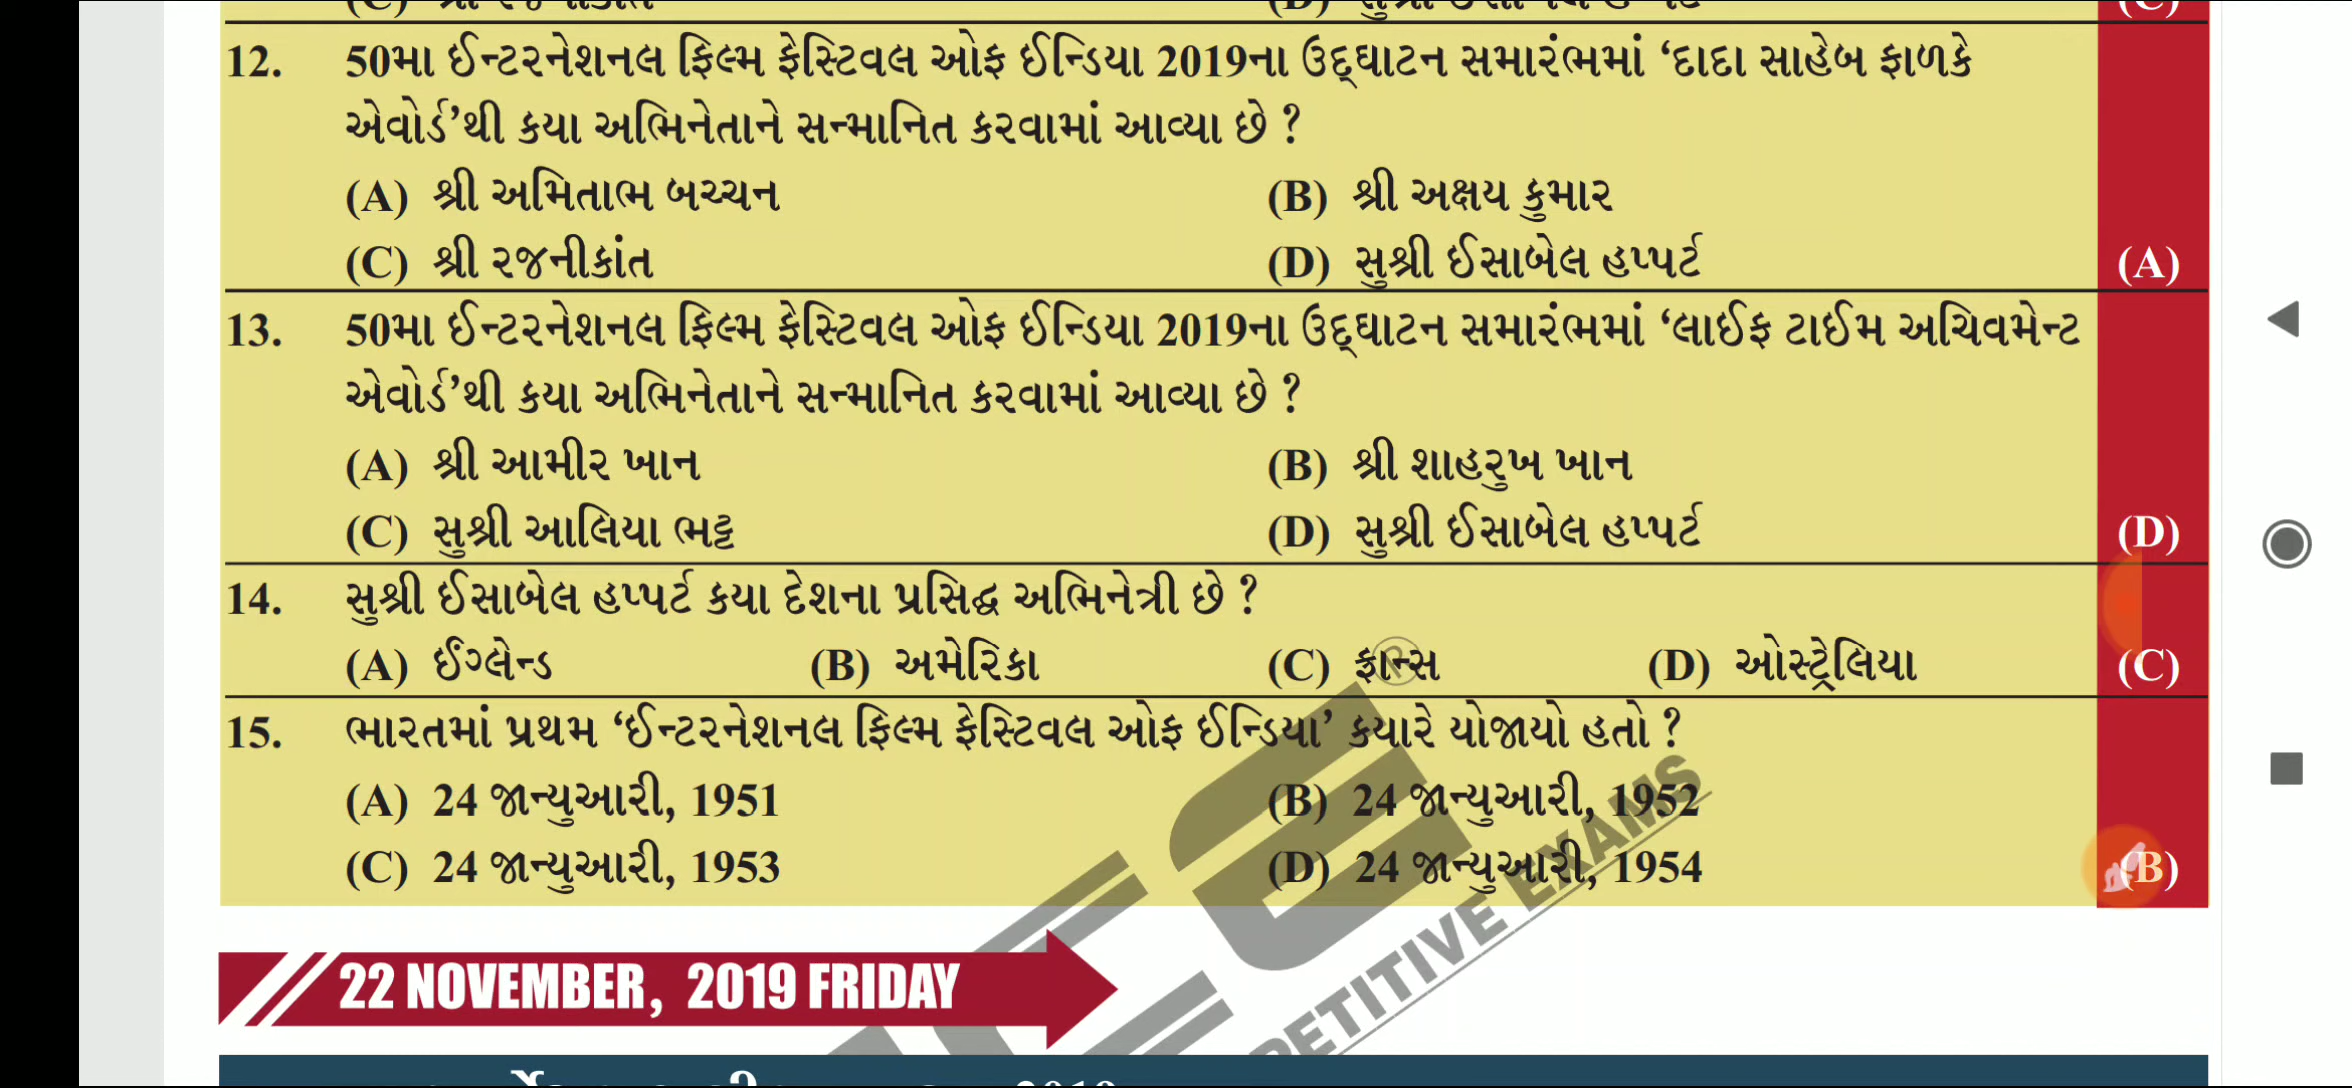 12. 50મા ઈન્ટરનેશનલ ફિલ્મ ફેસ્ટિવલ ઓફ ઈન્ડિયા 2019ના ઉદ્‌ઘાટન સમારંભમાં ‘દાદા સાહેબ ફાળકે
એવોર્ડ’થી કયા અભિનેતાને સન્માનિત કરવામાં આવ્યા છે ?
(A) શ્રી અમિતાભ બચ્ચન (B) શ્રી અક્ષય કુમાર
(C) શ્રી રજનીકાંત (D) સુશ્રી ઈસાબેલ હપ્પર્ટ (A)
13. 50મા ઈન્ટરનેશનલ ફિલ્મ ફેસ્ટિવલ ઓફ ઈન્ડિયા 2019ના ઉદ્‌ઘાટન સમારંભમાં ‘લાઈફ ટાઈમ અચિવમેન્ટ
એવોર્ડ’થી કયા અભિનેતાને સન્માનિત કરવામાં આવ્યા છે ?
(A) શ્રી આમીર ખાન (B) શ્રી શાહરુખ ખાન
(C) સુશ્રી આલિયા ભટ્ટ (D) સુશ્રી ઈસાબેલ હપ્પર્ટ (D)
14. સુશ્રી ઈસાબેલ હપ્પર્ટ કયા દેશના પ્રસિદ્ધ અભિનેત્રી છે ?
(A) ઈંગ્લેન્ડ (B) અમેરિકા (C) ફ્રાન્સ (D) ઓસ્ટ્રેલિયા (C)
15. ભારતમાં પ્રથમ ‘ઈન્ટરનેશનલ ફિલ્મ ફેસ્ટિવલ ઓફ ઈન્ડિયા’ કયારે યોજાયો હતો ?
(A) 24 જાન્યુઆરી, 1951 (B) 24 જાન્યુઆરી, 1952
(C) 24 જાન્યુઆરી, 1953 (D) 24 જાન્યુઆરી, 1954 (B)
22 NOVEMBER, 2019 FRIDAY
EXAMS